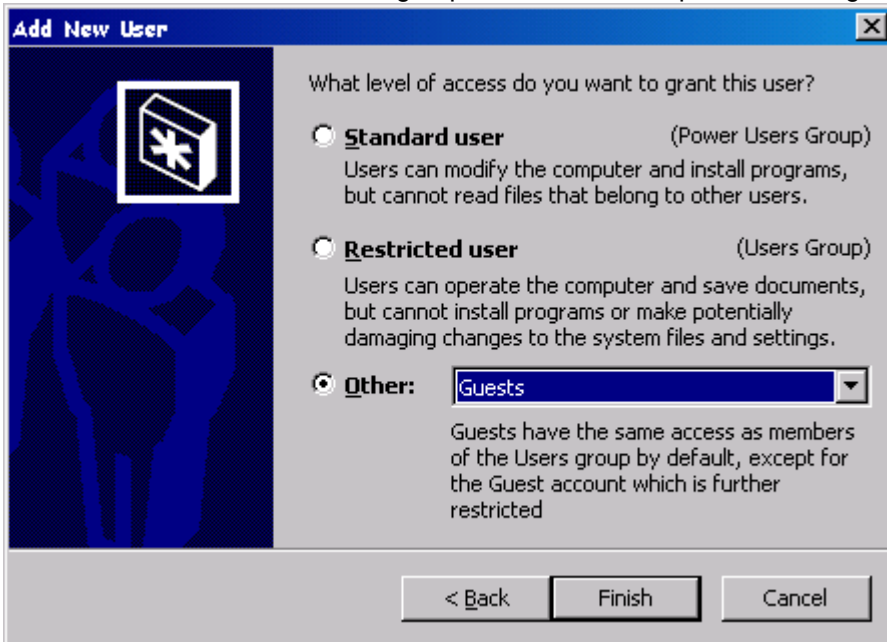 Add New User
What level of access do you want to grant this user?
Standard user (Power Users Group)
Users can modify the computer and install programs,
but cannot read files that belong to other users.
Restricted user (Users Group)
Users can operate the computer and save documents,
but cannot install programs or make potentially
damaging changes to the system files and settings.
Other: Guests
Guests have the same access as members
of the Users group by default, except for
the Guest account which is further
restricted
< Back Finish Cancel